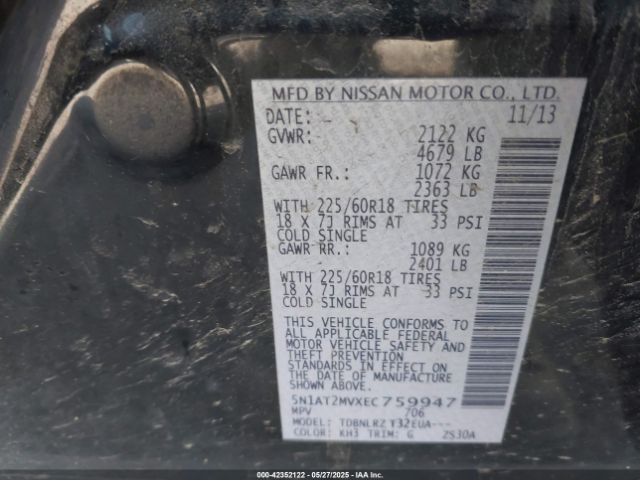 MFD BY NISSAN MOTOR CO., LTD.
DATE: 11/13
GVWR: 2122 KG
4679 LB
GAWR FR.: 1072 KG
2363 LB
WITH 225/60R18 TIRES
18 X 7J RIMS AT 33 PSI
COLD SINGLE
GAWR RR.: 1089 KG
2401 LB
WITH 225/60R18 TIRES
18 X 7J RIMS AT 33 PSI
COLD SINGLE
THIS VEHICLE CONFORMS TO
ALL APPLICABLE FEDERAL
MOTOR VEHICLE SAFETY AND
THEFT PREVENTION
STANDARDS IN EFFECT ON
THE DATE OF MANUFACTURE
SHOWN ABOVE.
5N1AT2MVXEC759947
MPV 706
MODEL: TDBNLRZ T32EUA---
COLOR: KH3 TRIM: G ZS30A
000-42352122 - 05/27/2025 - IAAI.com